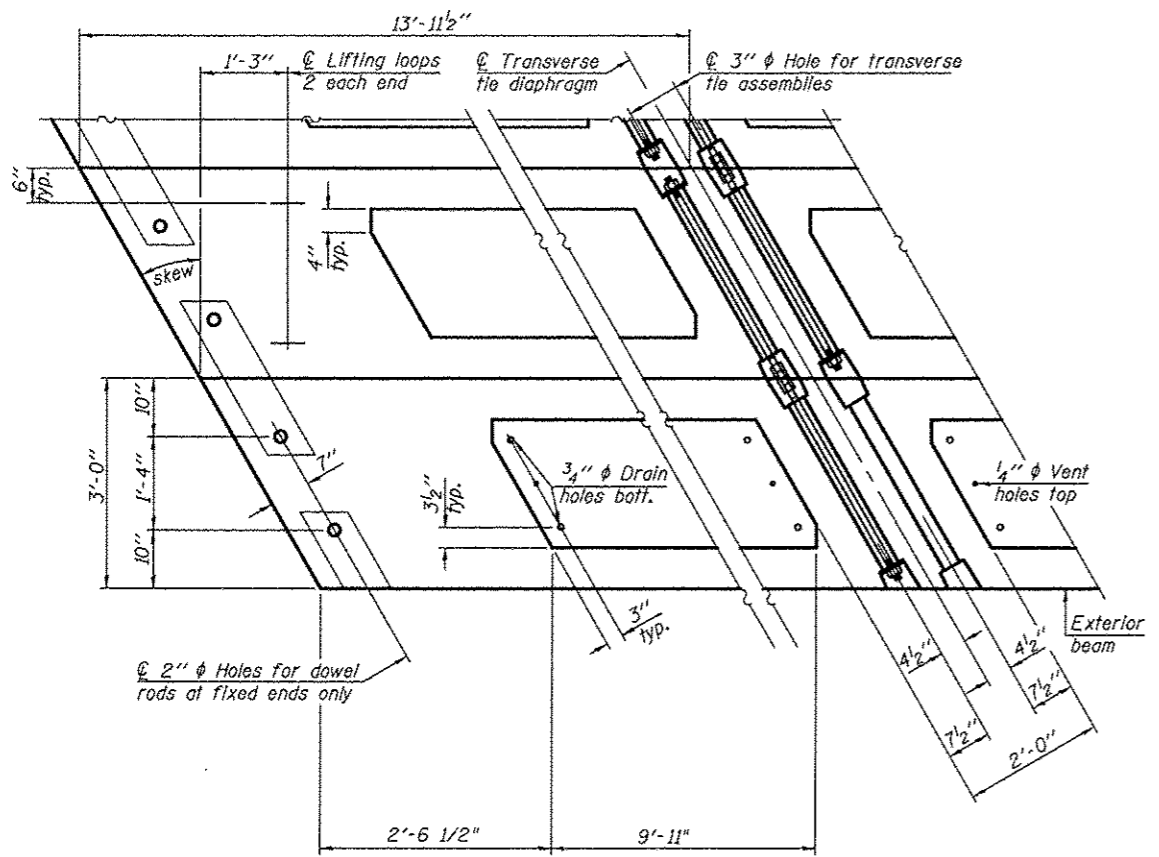 13'-11½"
1'-3"
℄ Lifting loops
2 each end
℄ Transverse
tie diaphragm
℄ 3" ϕ Hole for transverse
tie assemblies
6"
typ.
4"
typ.
skew
3'-0"
10"
1'-4"
10"
7"
3½"
typ.
¾" ϕ Drain
holes bott.
¼" ϕ Vent
holes top
3"
typ.
Exterior
beam
℄ 2" ϕ Holes for dowel
rods at fixed ends only
4½"
4½"
7½"
7½"
2'-0"
2'-6 1/2"
9'-11"